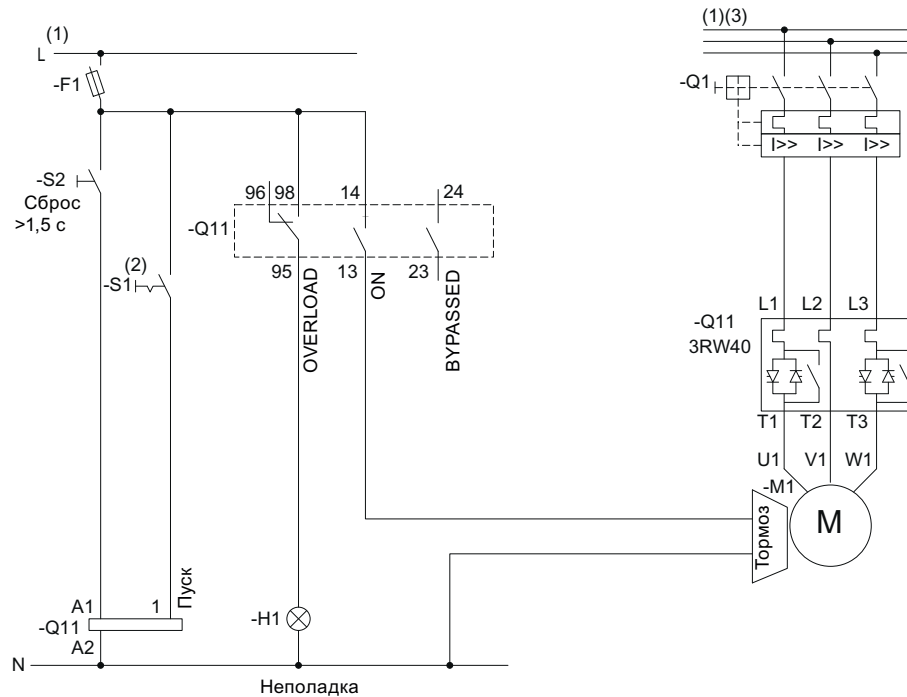 (1)
L
-F1
-S2
Сброс
>1,5 с
(2)
-S1
96 98 14 24
-Q11
95 13 23
OVERLOAD
ON
BYPASSED
A1 1
Пуск
-Q11
A2
-H1
N
Неполадка
(1)(3)
-Q1
I>> I>> I>>
L1 L2 L3
-Q11
3RW40
T1 T2 T3
U1 V1 W1
-M1
M
Тормоз